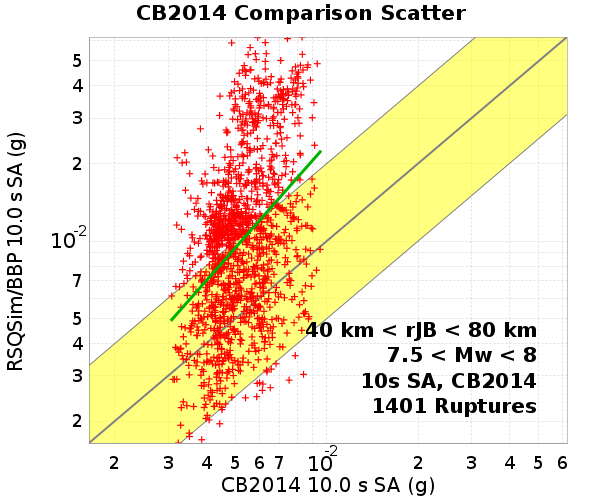 CB2014 Comparison Scatter
RSQSim/BBP 10.0 s SA (g)
5
4
3
2
10-2
7
5
4
3
2
40 km < rJB < 80 km
7.5 < Mw < 8
10s SA, CB2014
1401 Ruptures
2 3 4 5 6 7 10-2 2 3 4 5 6
CB2014 10.0 s SA (g)